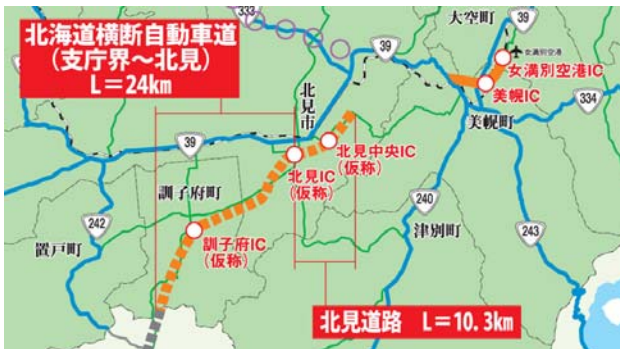 北海道横断自動車道
(支庁界～北見)
L=24km
333
39
大空町
女満別空港
女満別空港IC
美幌IC
334
美幌町
北見市
39
39
北見中央IC
(仮称)
北見IC
(仮称)
訓子府町
242
置戸町
訓子府IC
(仮称)
240
津別町
243
北見道路 L=10.3km